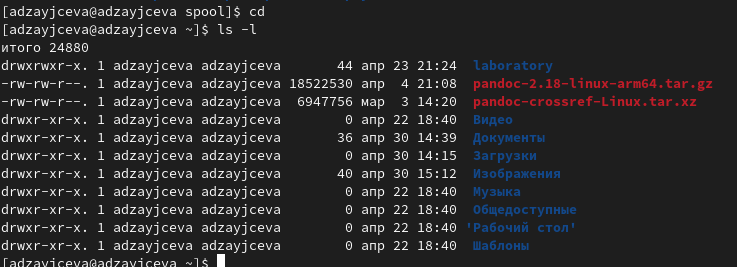 [adzayjceva@adzayjceva spool]$ cd
[adzayjceva@adzayjceva ~]$ ls -l
итого 24880
drwxrwxr-x. 1 adzayjceva adzayjceva       44 апр 23 21:24  laboratory
-rw-rw-r--. 1 adzayjceva adzayjceva 18522530 апр  4 21:08  pandoc-2.18-linux-arm64.tar.gz
-rw-rw-r--. 1 adzayjceva adzayjceva  6947756 мар  3 14:20  pandoc-crossref-Linux.tar.xz
drwxr-xr-x. 1 adzayjceva adzayjceva        0 апр 22 18:40  Видео
drwxr-xr-x. 1 adzayjceva adzayjceva       36 апр 30 14:39  Документы
drwxr-xr-x. 1 adzayjceva adzayjceva        0 апр 30 14:15  Загрузки
drwxr-xr-x. 1 adzayjceva adzayjceva       40 апр 30 15:12  Изображения
drwxr-xr-x. 1 adzayjceva adzayjceva        0 апр 22 18:40  Музыка
drwxr-xr-x. 1 adzayjceva adzayjceva        0 апр 22 18:40  Общедоступные
drwxr-xr-x. 1 adzayjceva adzayjceva        0 апр 22 18:40 'Рабочий стол'
drwxr-xr-x. 1 adzayjceva adzayjceva        0 апр 22 18:40  Шаблоны
[adzayjceva@adzayjceva ~]$